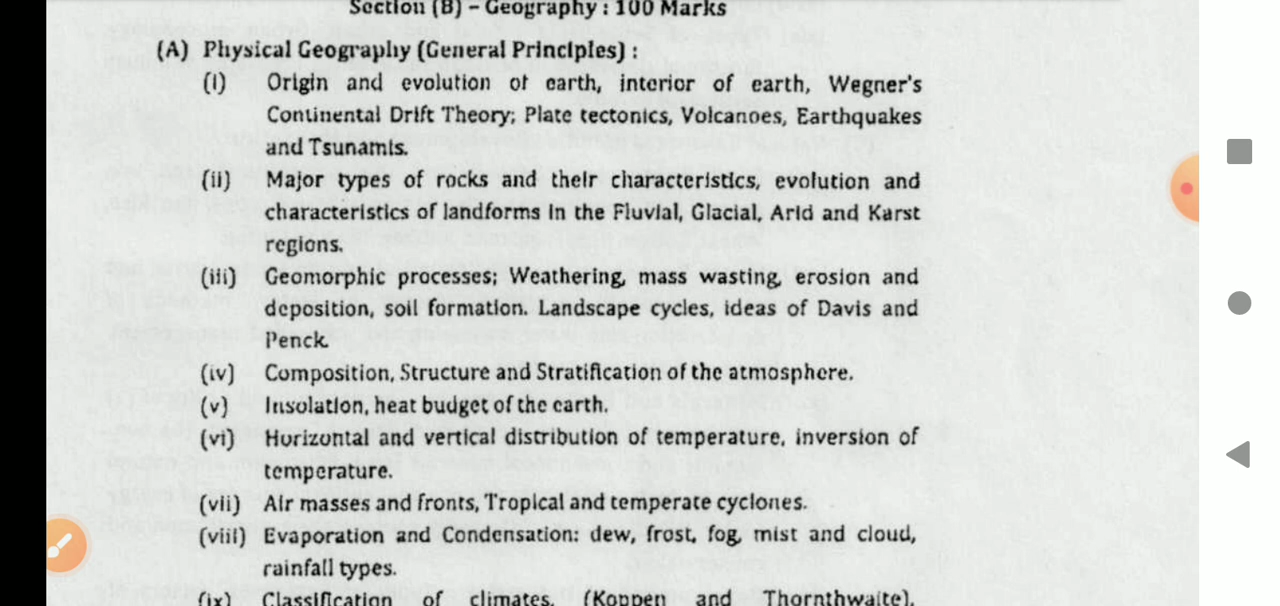 Section (B) – Geography : 100 Marks
(A) Physical Geography (General Principles) :
(i) Origin and evolution of earth, interior of earth, Wegner's
Continental Drift Theory; Plate tectonics, Volcanoes, Earthquakes
and Tsunamis.
(ii) Major types of rocks and their characteristics, evolution and
characteristics of landforms in the Fluvial, Glacial, Arid and Karst
regions.
(iii) Geomorphic processes; Weathering, mass wasting, erosion and
deposition, soil formation. Landscape cycles, ideas of Davis and
Penck.
(iv) Composition, Structure and Stratification of the atmosphere.
(v) Insolation, heat budget of the earth.
(vi) Horizontal and vertical distribution of temperature, inversion of
temperature.
(vii) Air masses and fronts, Tropical and temperate cyclones.
(viii) Evaporation and Condensation: dew, frost, fog, mist and cloud,
rainfall types.
(ix) Classification of climates, (Koppen and Thornthwaite),